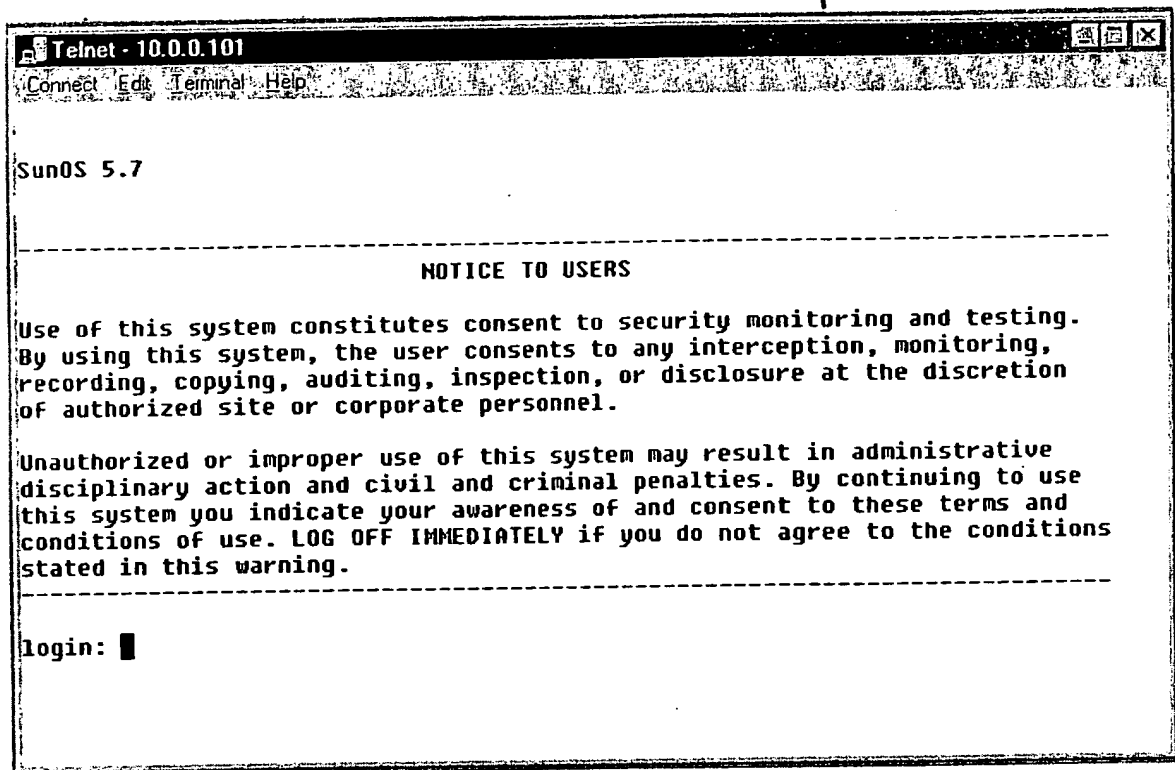 Telnet - 10.0.0.101
Connect Edit Terminal Help
SunOS 5.7
--------------------------------------------------------------------------------
NOTICE TO USERS
Use of this system constitutes consent to security monitoring and testing.
By using this system, the user consents to any interception, monitoring,
recording, copying, auditing, inspection, or disclosure at the discretion
of authorized site or corporate personnel.
Unauthorized or improper use of this system may result in administrative
disciplinary action and civil and criminal penalties. By continuing to use
this system you indicate your awareness of and consent to these terms and
conditions of use. LOG OFF IMMEDIATELY if you do not agree to the conditions
stated in this warning.
--------------------------------------------------------------------------------
login: